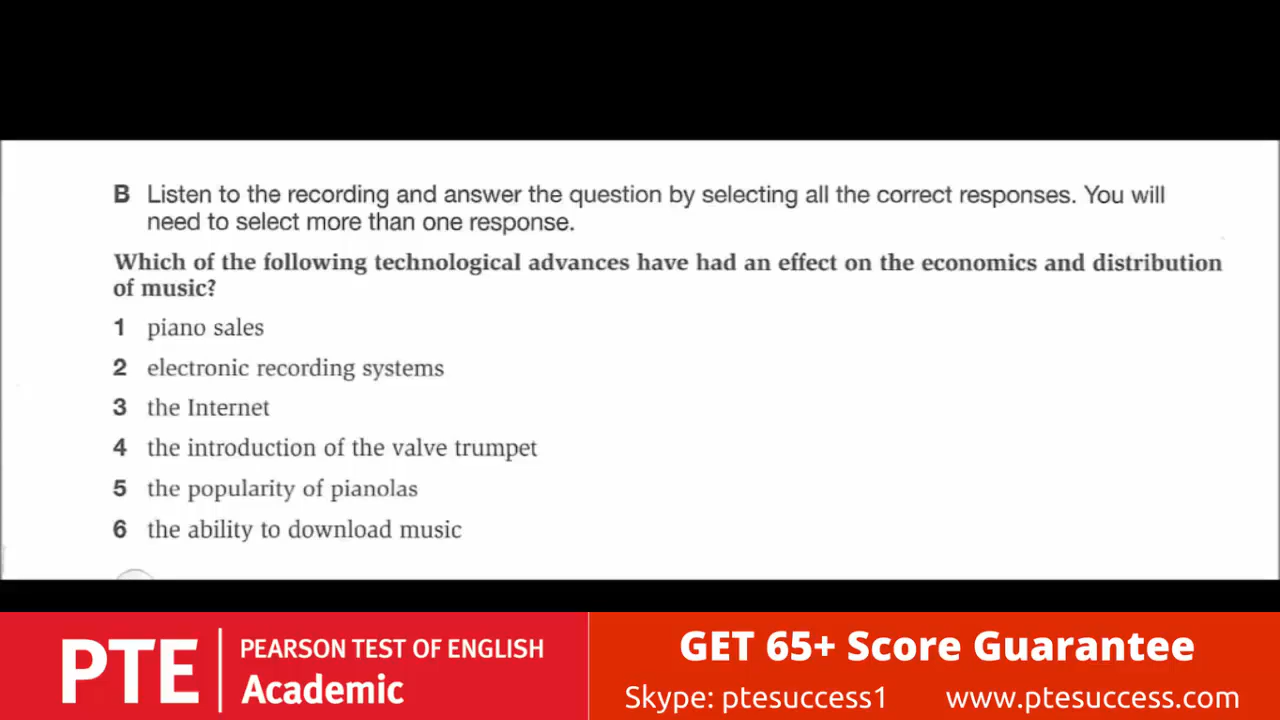 B Listen to the recording and answer the question by selecting all the correct responses. You will
need to select more than one response.
Which of the following technological advances have had an effect on the economics and distribution
of music?
1 piano sales
2 electronic recording systems
3 the Internet
4 the introduction of the valve trumpet
5 the popularity of pianolas
6 the ability to download music
PTE
PEARSON TEST OF ENGLISH
Academic
GET 65+ Score Guarantee
Skype: ptesuccess1 www.ptesuccess.com